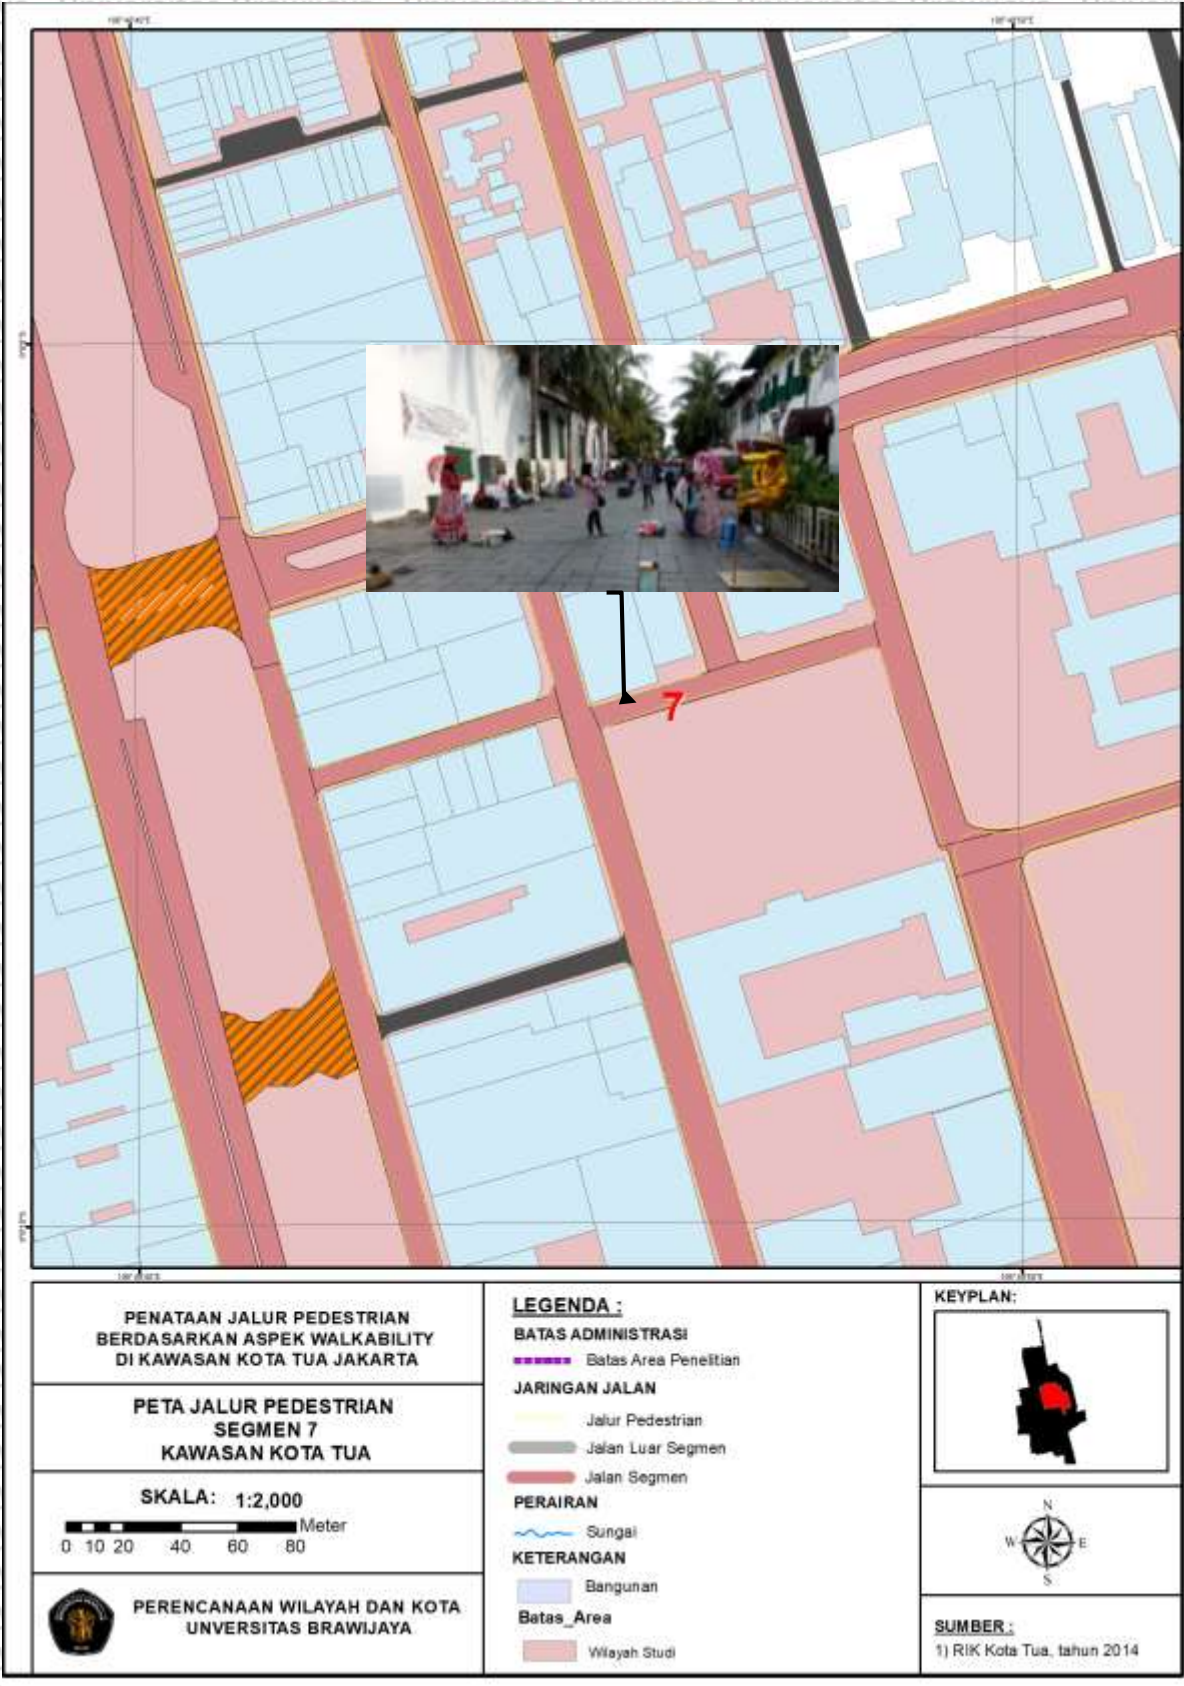 7
PENATAAN JALUR PEDESTRIAN
BERDASARKAN ASPEK WALKABILITY
DI KAWASAN KOTA TUA JAKARTA
PETA JALUR PEDESTRIAN
SEGMEN 7
KAWASAN KOTA TUA
SKALA: 1:2,000
Meter
0 10 20 40 60 80
PERENCANAAN WILAYAH DAN KOTA
UNVERSITAS BRAWIJAYA
LEGENDA :
BATAS ADMINISTRASI
Batas Area Penelitian
JARINGAN JALAN
Jalur Pedestrian
Jalan Luar Segmen
Jalan Segmen
PERAIRAN
Sungai
KETERANGAN
Bangunan
Batas_Area
Wilayah Studi
KEYPLAN:
N
W E
S
SUMBER :
1) RIK Kota Tua, tahun 2014